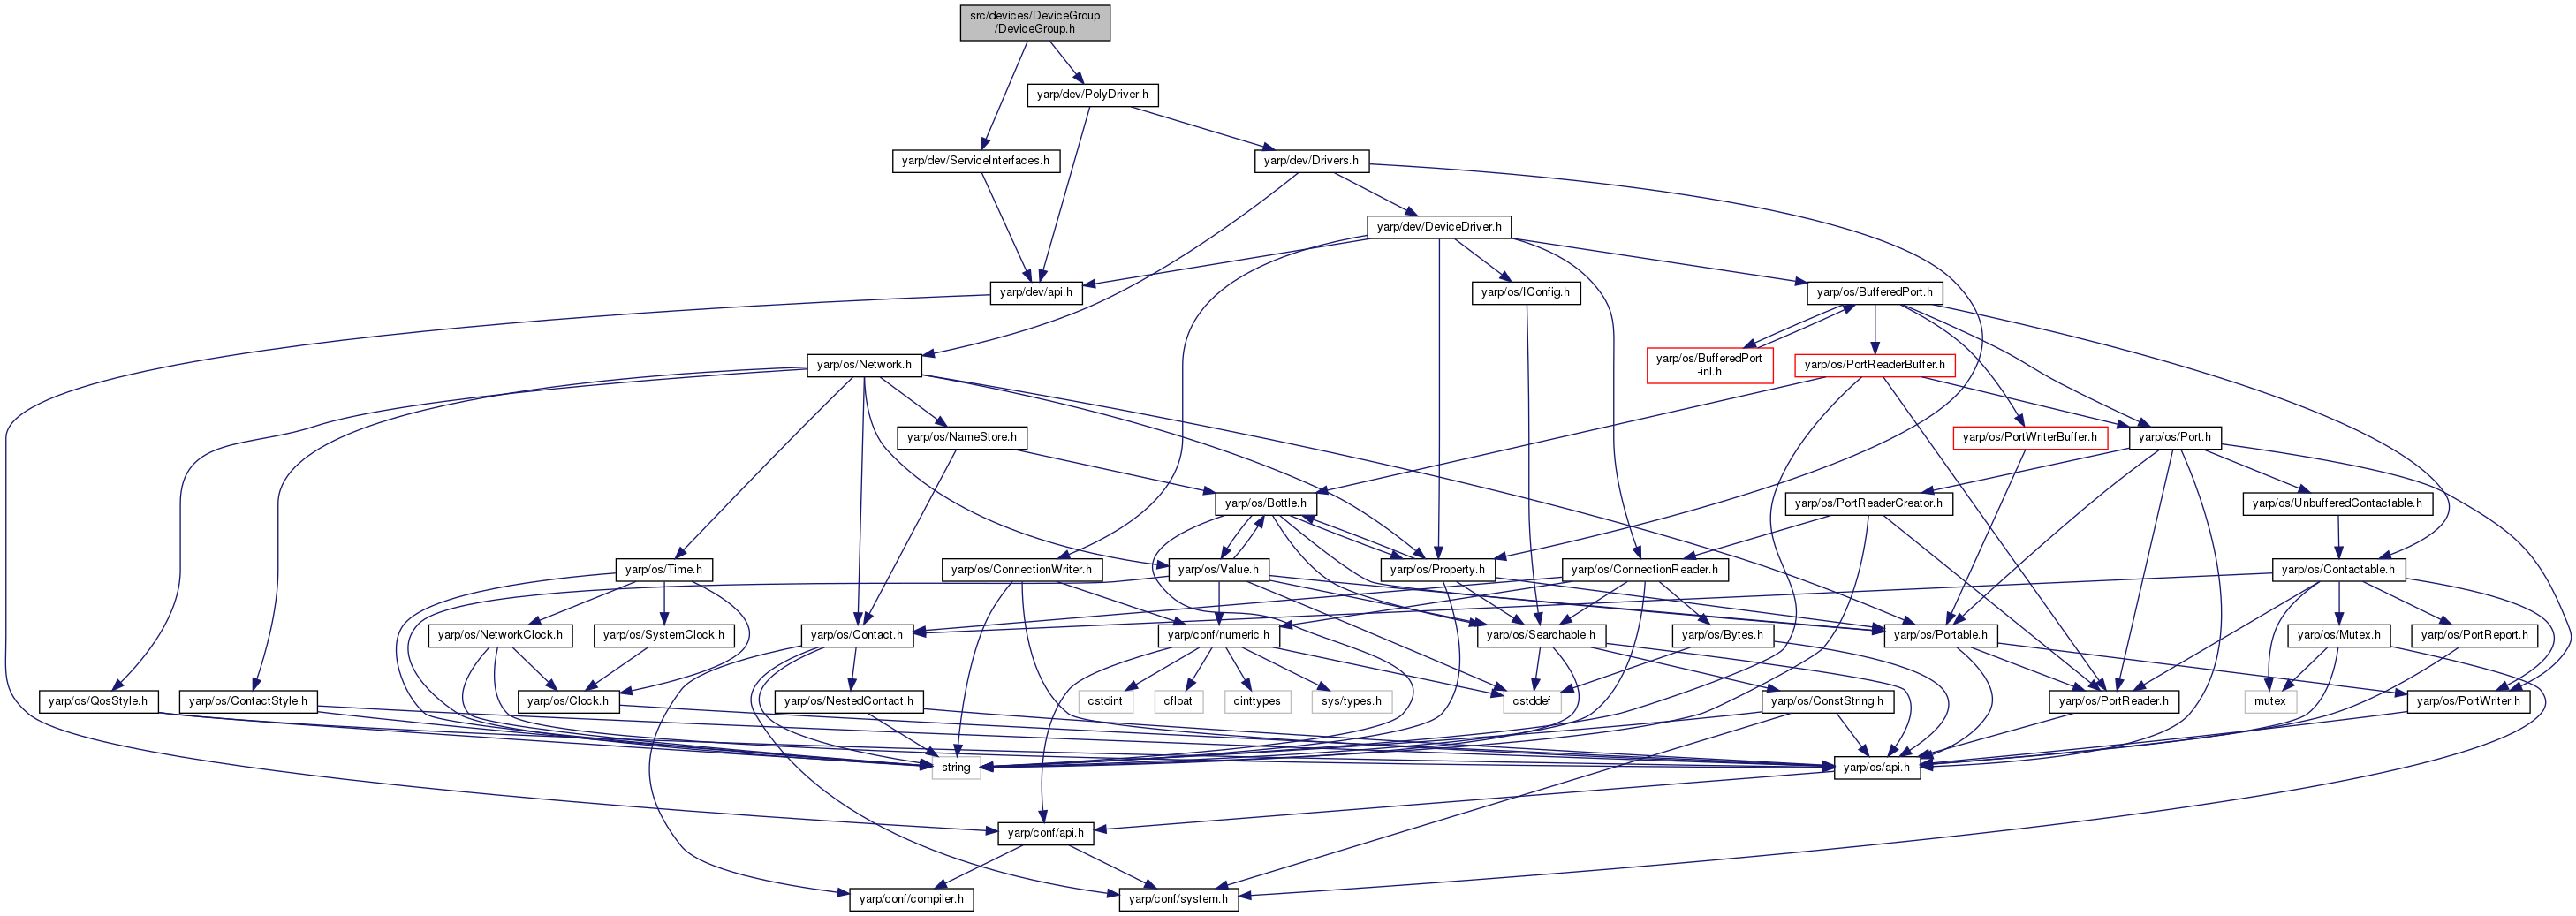 src/devices/DeviceGroup
/DeviceGroup.h
yarp/dev/PolyDriver.h
yarp/dev/ServiceInterfaces.h
yarp/dev/Drivers.h
yarp/dev/DeviceDriver.h
yarp/dev/api.h
yarp/os/IConfig.h
yarp/os/BufferedPort.h
yarp/os/Network.h
yarp/os/BufferedPort
-inl.h
yarp/os/PortReaderBuffer.h
yarp/os/NameStore.h
yarp/os/PortWriterBuffer.h
yarp/os/Port.h
yarp/os/Bottle.h
yarp/os/PortReaderCreator.h
yarp/os/UnbufferedContactable.h
yarp/os/Time.h
yarp/os/ConnectionWriter.h
yarp/os/Value.h
yarp/os/Property.h
yarp/os/ConnectionReader.h
yarp/os/Contactable.h
yarp/os/NetworkClock.h
yarp/os/SystemClock.h
yarp/os/Contact.h
yarp/conf/numeric.h
yarp/os/Searchable.h
yarp/os/Bytes.h
yarp/os/Portable.h
yarp/os/Mutex.h
yarp/os/PortReport.h
yarp/os/QosStyle.h
yarp/os/ContactStyle.h
yarp/os/Clock.h
yarp/os/NestedContact.h
cstdint
cfloat
cinttypes
sys/types.h
cstddef
yarp/os/ConstString.h
yarp/os/PortReader.h
mutex
yarp/os/PortWriter.h
string
yarp/os/api.h
yarp/conf/api.h
yarp/conf/compiler.h
yarp/conf/system.h